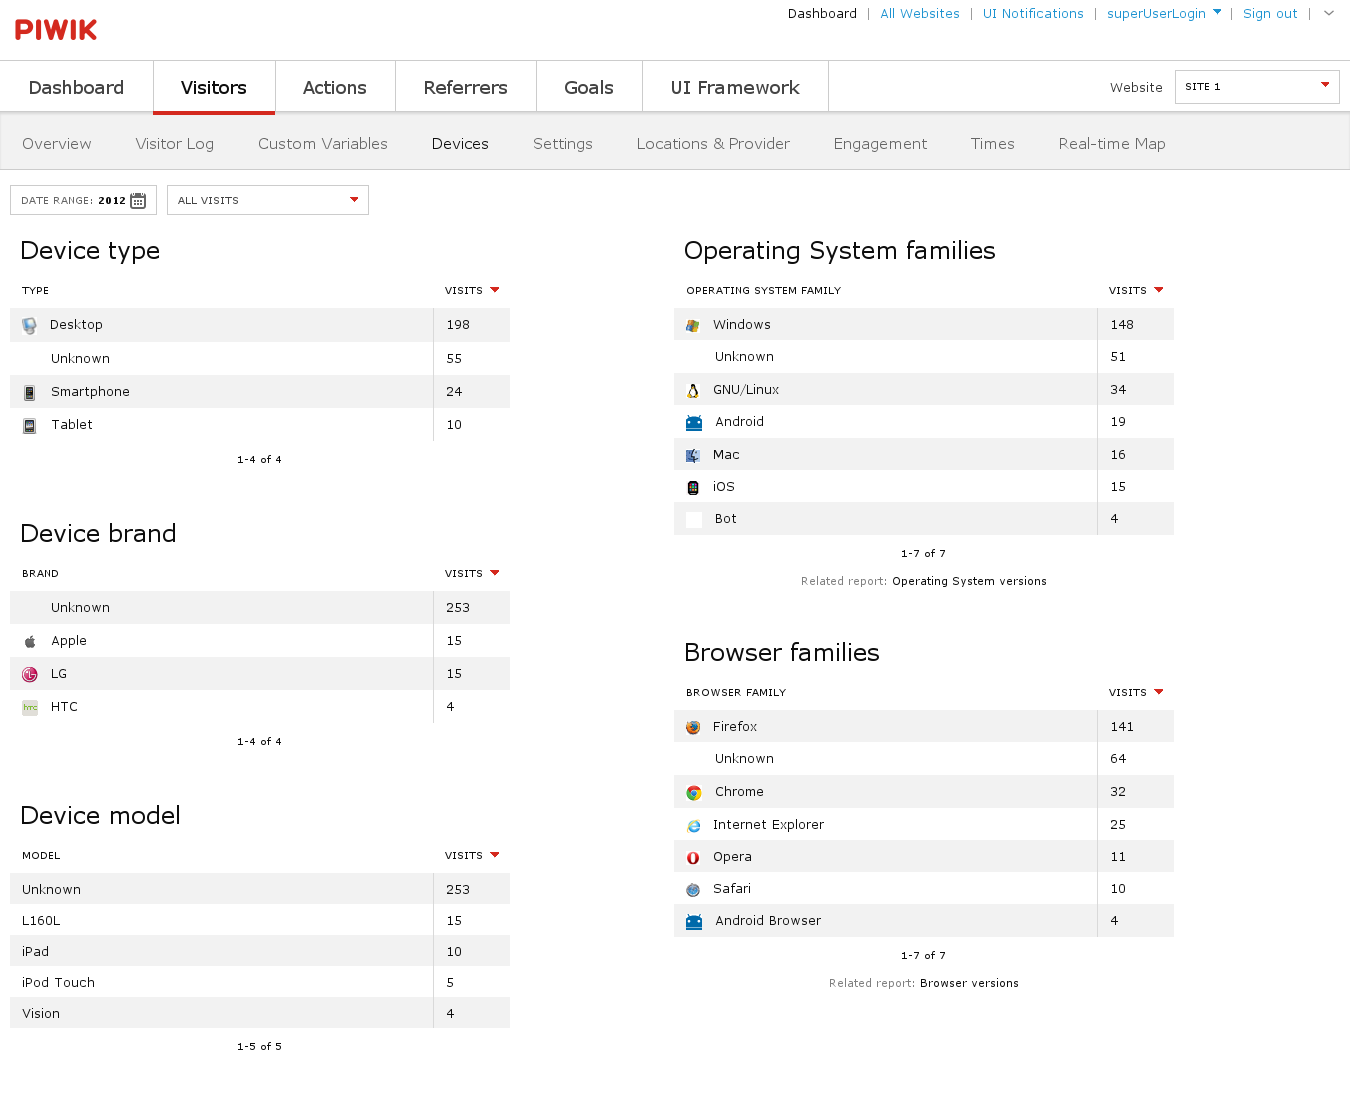 Dashboard | All Websites | UI Notifications | superUserLogin | Sign out |
PIWIK
Dashboard Visitors Actions Referrers Goals UI Framework Website SITE 1
Overview Visitor Log Custom Variables Devices Settings Locations & Provider Engagement Times Real-time Map
DATE RANGE: 2012 ALL VISITS
Device type
TYPE VISITS
Desktop 198
Unknown 55
Smartphone 24
Tablet 10
1-4 of 4
Device brand
BRAND VISITS
Unknown 253
Apple 15
LG 15
htc HTC 4
1-4 of 4
Device model
MODEL VISITS
Unknown 253
L160L 15
iPad 10
iPod Touch 5
Vision 4
1-5 of 5
Operating System families
OPERATING SYSTEM FAMILY VISITS
Windows 148
Unknown 51
GNU/Linux 34
Android 19
Mac 16
iOS 15
Bot 4
1-7 of 7
Related report: Operating System versions
Browser families
BROWSER FAMILY VISITS
Firefox 141
Unknown 64
Chrome 32
Internet Explorer 25
Opera 11
Safari 10
Android Browser 4
1-7 of 7
Related report: Browser versions